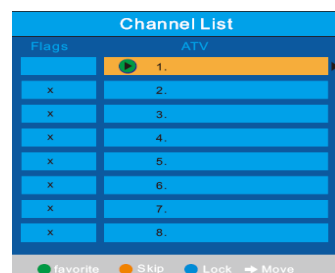 Channel List
Flags ATV
1.
x 2.
x 3.
x 4.
x 5.
x 6.
x 7.
x 8.
favorite Skip Lock Move